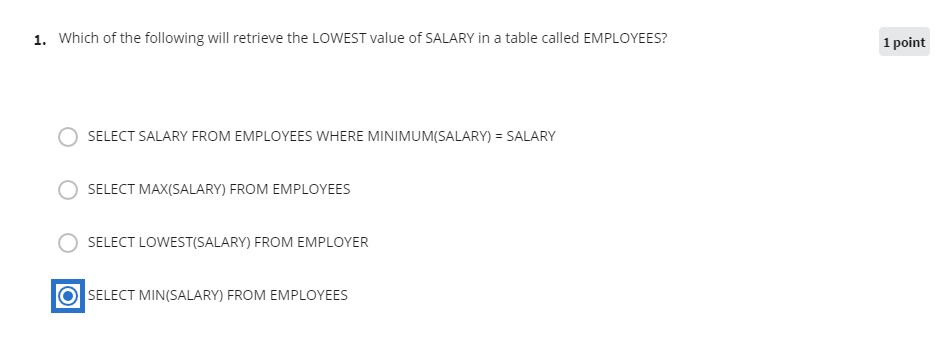 1. Which of the following will retrieve the LOWEST value of SALARY in a table called EMPLOYEES?
1 point
SELECT SALARY FROM EMPLOYEES WHERE MINIMUM(SALARY) = SALARY
SELECT MAX(SALARY) FROM EMPLOYEES
SELECT LOWEST(SALARY) FROM EMPLOYER
SELECT MIN(SALARY) FROM EMPLOYEES